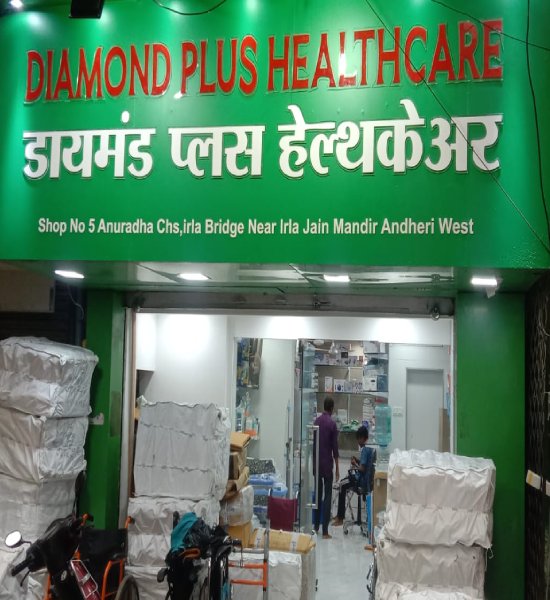 DIAMOND PLUS HEALTHCARE
डायमंड प्लस हेल्थकेअर
Shop No 5 Anuradha Chs,irla Bridge Near Irla Jain Mandir Andheri West